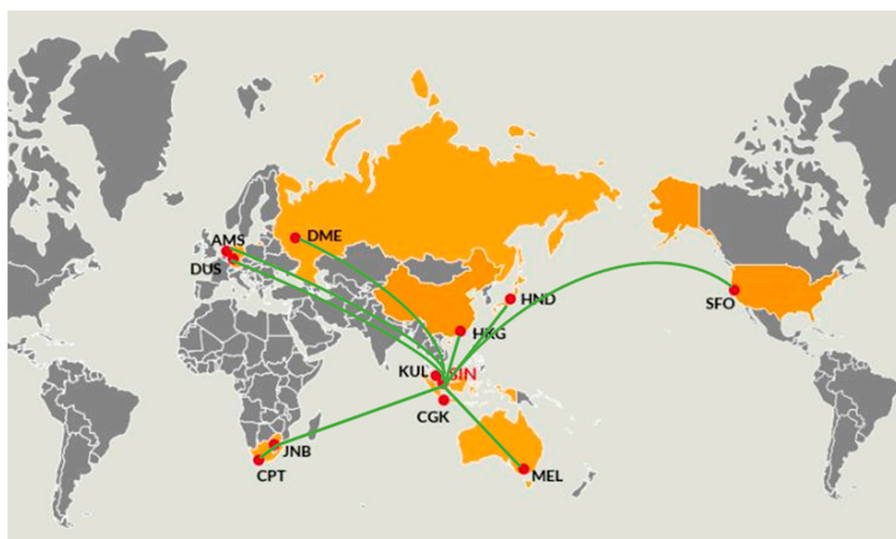 AMS
DME
DUS
HND
SFO
HKG
KUL
SIN
CGK
JNB
CPT
MEL